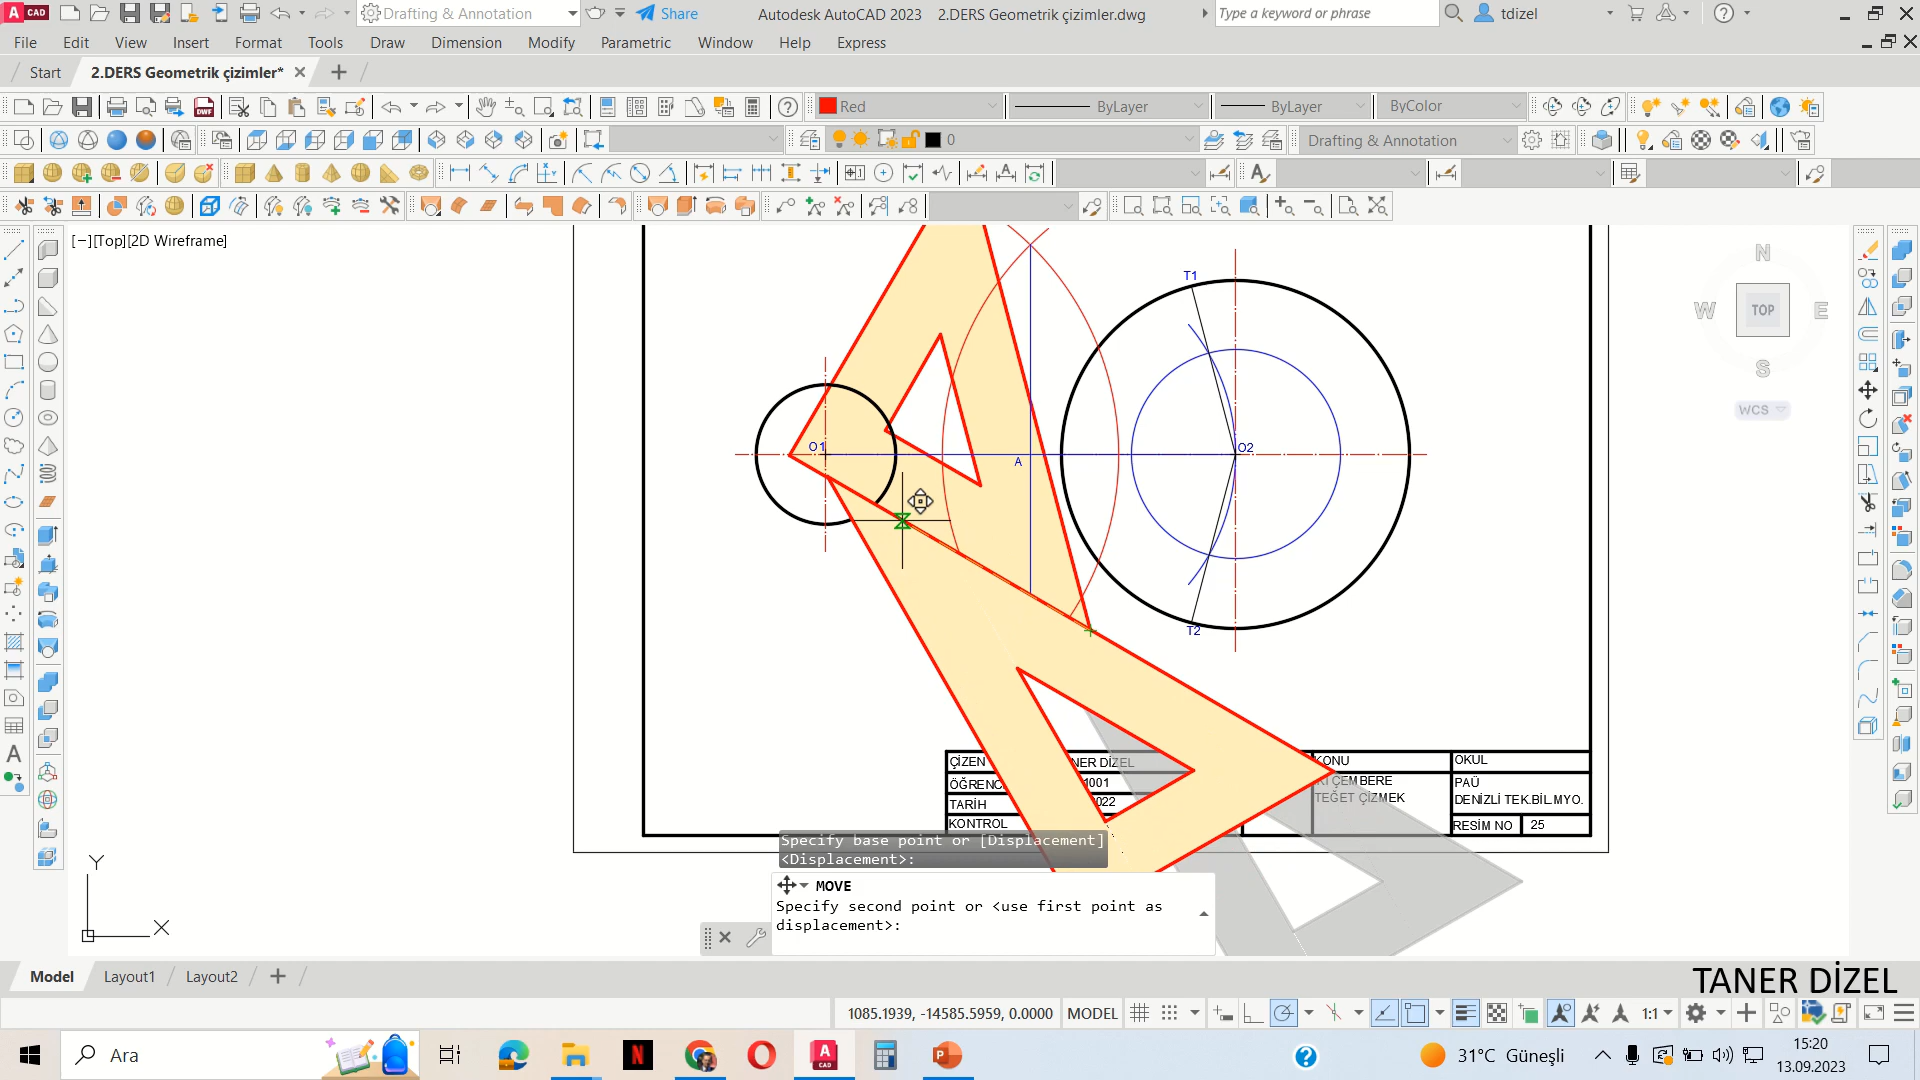 A CAD
Drafting & Annotation
Share
Autodesk AutoCAD 2023 2.DERS Geometrik çizimler.dwg
Type a keyword or phrase
tdizel
File Edit View Insert Format Tools Draw Dimension Modify Parametric Window Help Express
Start 2.DERS Geometrik çizimler*
Red
ByLayer
ByLayer
ByColor
0
Drafting & Annotation
[−][Top][2D Wireframe]
N
W TOP E
S
WCS
T1
O1
A
O2
T2
ÇİZEN NER DİZEL
ÖĞRENC 1001
TARİH 2022
KONTROL
KONU
İKİ ÇEMBERE
TEĞET ÇİZMEK
OKUL
PAÜ
DENİZLİ TEK.BİL.MYO.
RESİM NO 25
Specify base point or [Displacement]
<Displacement>:
MOVE
Specify second point or <use first point as
displacement>:
Y
X
Model Layout1 Layout2
TANER DİZEL
1085.1939, -14585.5959, 0.0000 MODEL
1:1
Ara
31°C Güneşli
15:20
13.09.2023